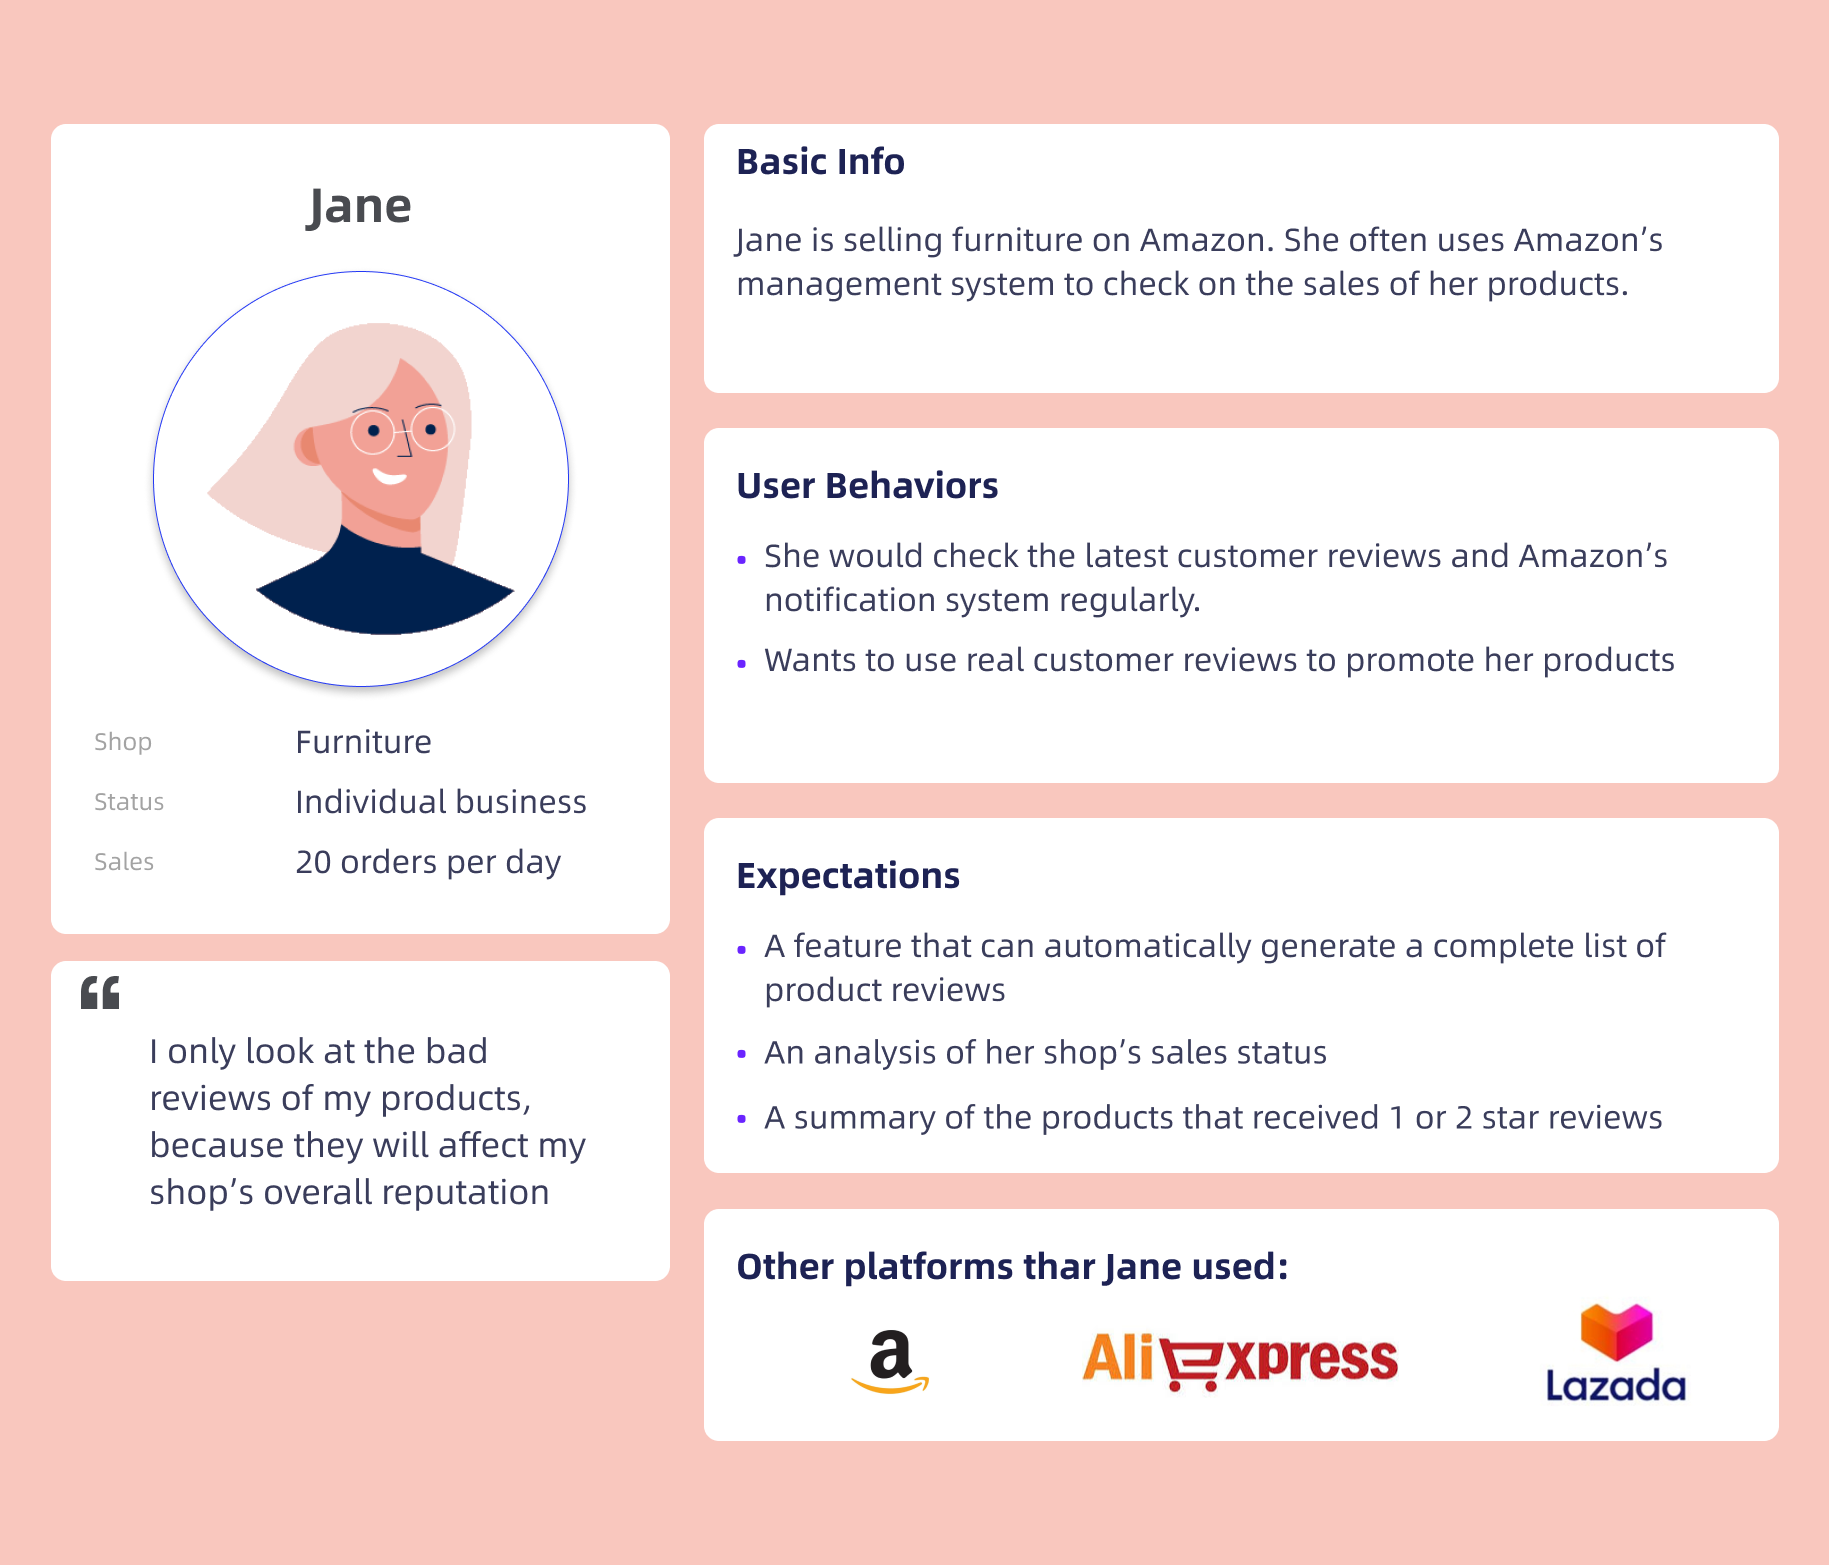 Jane
Shop Furniture
Status Individual business
Sales 20 orders per day
“
I only look at the bad
reviews of my products,
because they will affect my
shop’s overall reputation
Basic Info
Jane is selling furniture on Amazon. She often uses Amazon’s
management system to check on the sales of her products.
User Behaviors
• She would check the latest customer reviews and Amazon’s
notification system regularly.
• Wants to use real customer reviews to promote her products
Expectations
• A feature that can automatically generate a complete list of
product reviews
• An analysis of her shop’s sales status
• A summary of the products that received 1 or 2 star reviews
Other platforms thar Jane used:
a
AliExpress
Lazada